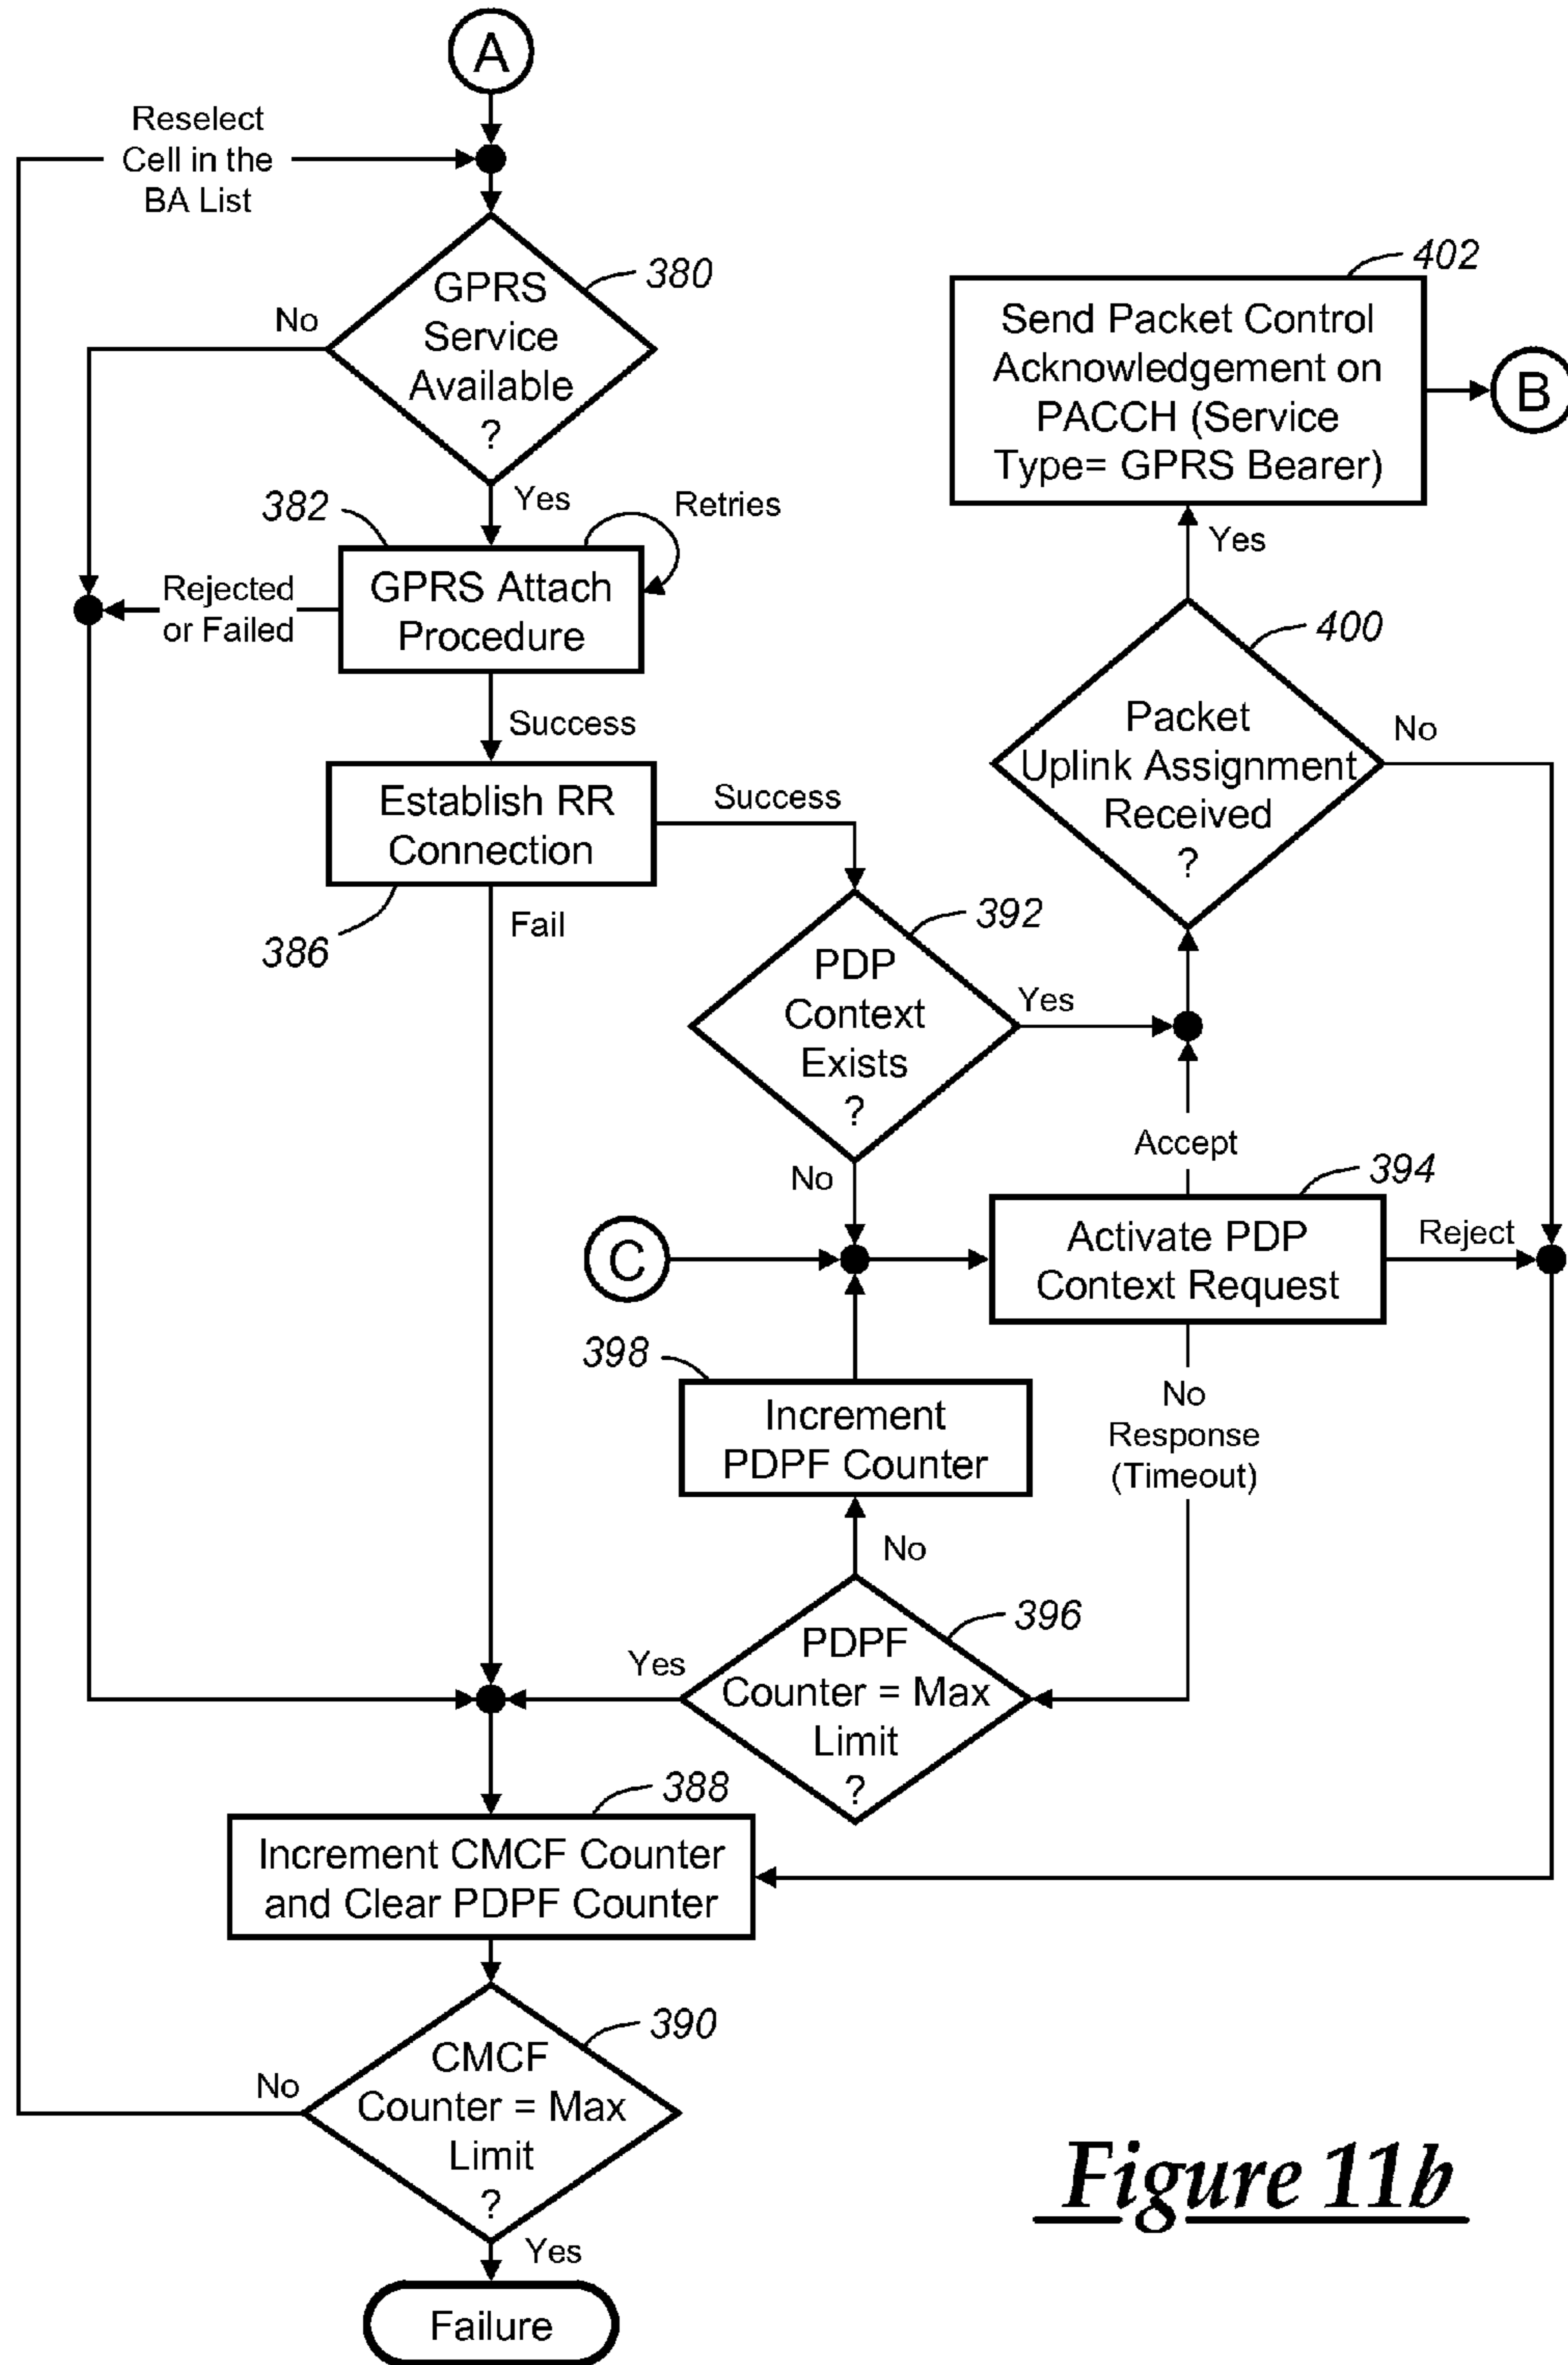 A
Reselect
Cell in the
BA List
380
GPRS
Service
Available
?
No
Yes
402
Send Packet Control
Acknowledgement on
PACCH (Service
Type= GPRS Bearer)
B
Yes
382
Retries
GPRS Attach
Procedure
Rejected
or Failed
Success
400
Packet
Uplink Assignment
Received
?
No
Establish RR
Connection
386
Success
Fail
392
PDP
Context
Exists
?
Yes
No
Accept
394
C
Activate PDP
Context Request
Reject
398
Increment
PDPF Counter
No
Response
(Timeout)
No
396
PDPF
Counter = Max
Limit
?
Yes
388
Increment CMCF Counter
and Clear PDPF Counter
390
CMCF
Counter = Max
Limit
?
No
Yes
Failure
Figure 11b